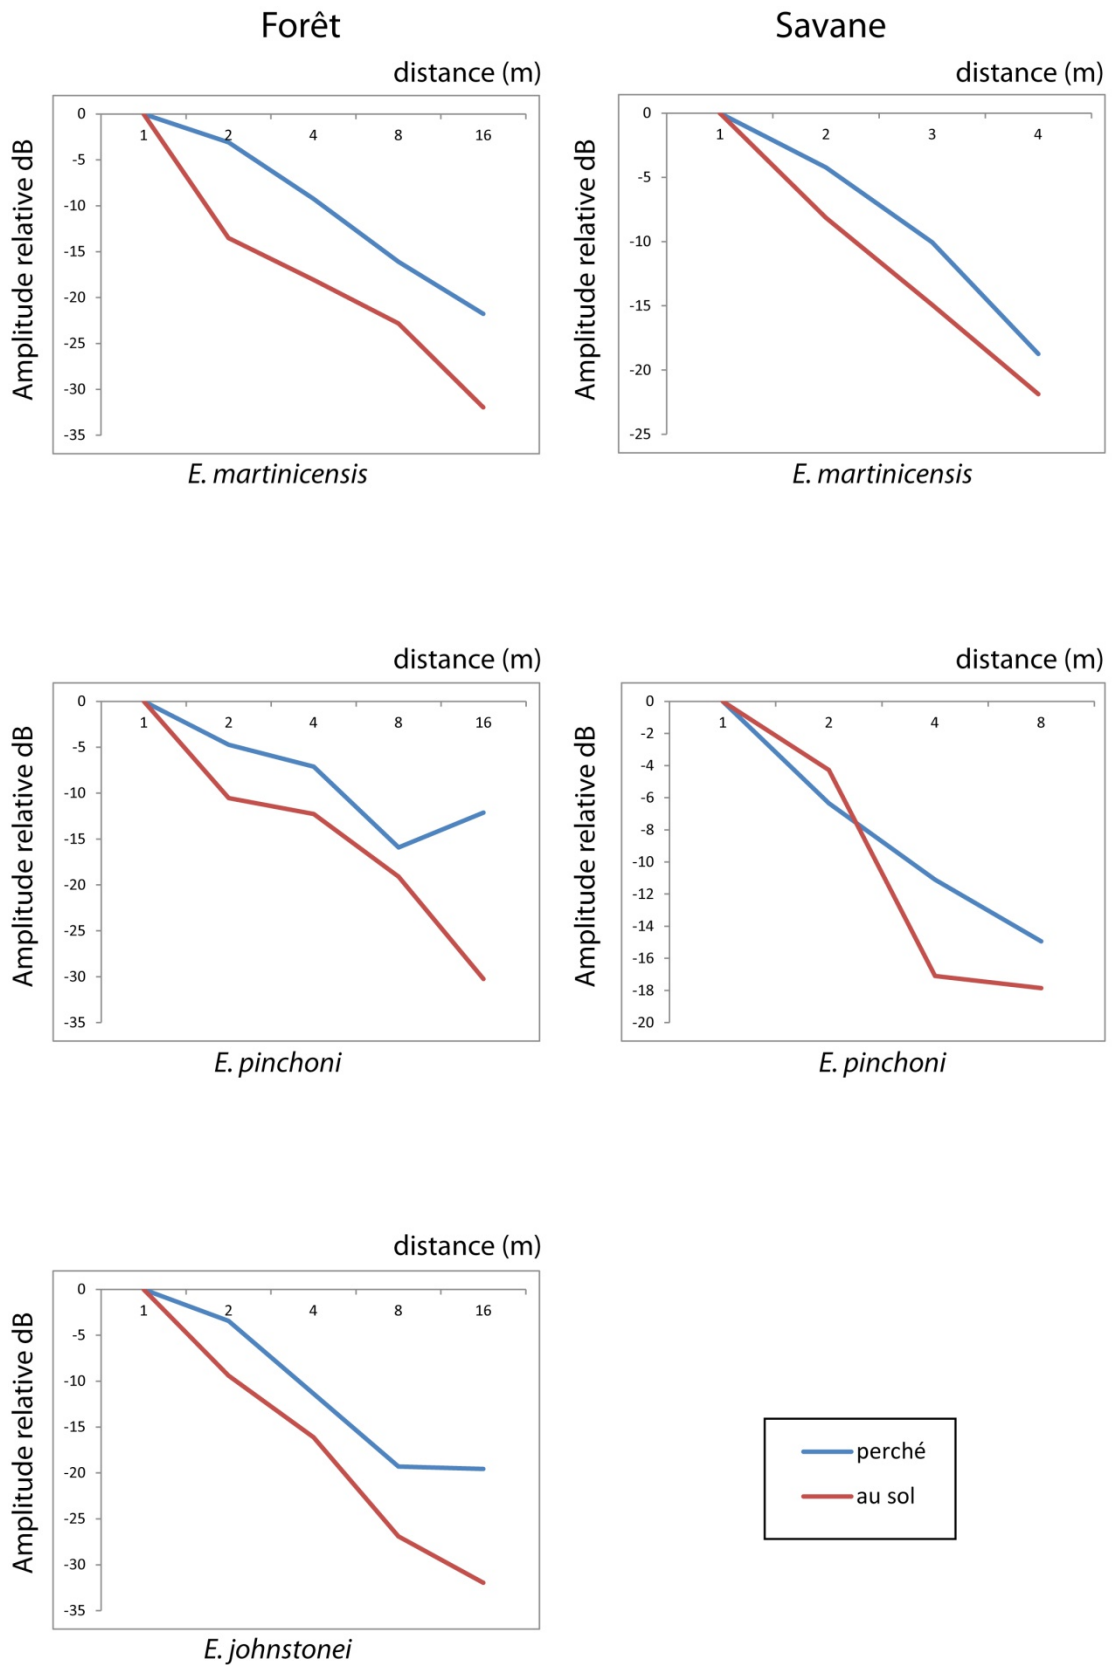 Forêt
Savane
distance (m)
distance (m)
Amplitude relative dB
0
-5
-10
-15
-20
-25
-30
-35
1 2 4 8 16
E. martinicensis
Amplitude relative dB
0
-5
-10
-15
-20
-25
1 2 3 4
E. martinicensis
distance (m)
distance (m)
Amplitude relative dB
0
-5
-10
-15
-20
-25
-30
-35
1 2 4 8 16
E. pinchoni
Amplitude relative dB
0
-2
-4
-6
-8
-10
-12
-14
-16
-18
-20
1 2 4 8
E. pinchoni
distance (m)
Amplitude relative dB
0
-5
-10
-15
-20
-25
-30
-35
1 2 4 8 16
E. johnstonei
perché
au sol